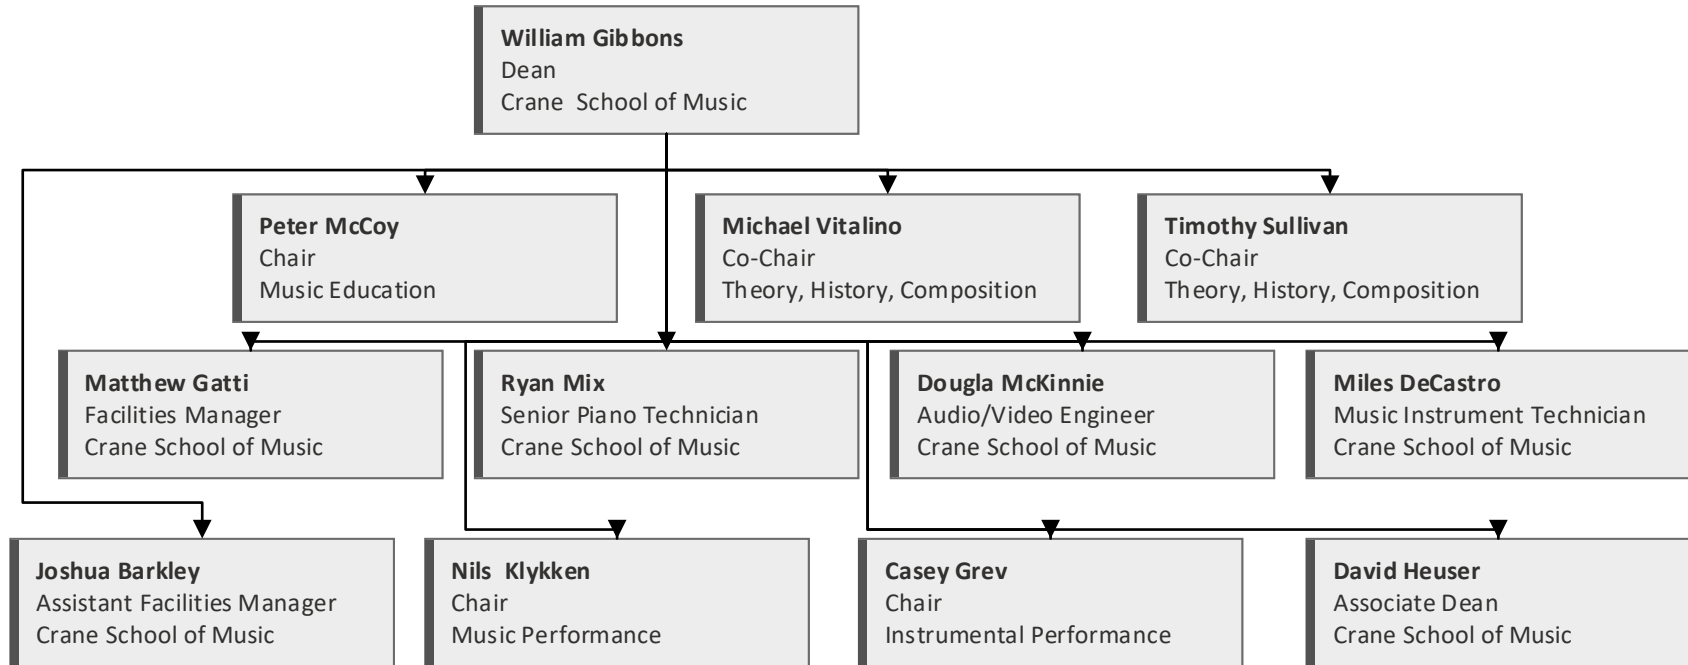 William Gibbons
Dean
Crane School of Music
Peter McCoy
Chair
Music Education
Michael Vitalino
Co-Chair
Theory, History, Composition
Timothy Sullivan
Co-Chair
Theory, History, Composition
Matthew Gatti
Facilities Manager
Crane School of Music
Ryan Mix
Senior Piano Technician
Crane School of Music
Dougla McKinnie
Audio/Video Engineer
Crane School of Music
Miles DeCastro
Music Instrument Technician
Crane School of Music
Joshua Barkley
Assistant Facilities Manager
Crane School of Music
Nils Klykken
Chair
Music Performance
Casey Grev
Chair
Instrumental Performance
David Heuser
Associate Dean
Crane School of Music